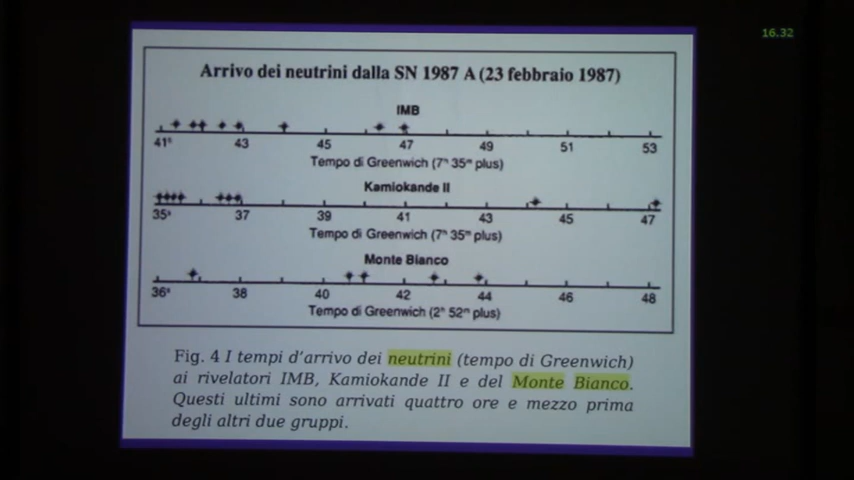 16.32
Arrivo dei neutrini dalla SN 1987 A (23 febbraio 1987)
IMB
41ˢ 43 45 47 49 51 53
Tempo di Greenwich (7ʰ 35ᵐ plus)
Kamiokande II
35ˢ 37 39 41 43 45 47
Tempo di Greenwich (7ʰ 35ᵐ plus)
Monte Bianco
36ˢ 38 40 42 44 46 48
Tempo di Greenwich (2ʰ 52ᵐ plus)
Fig. 4 I tempi d'arrivo dei neutrini (tempo di Greenwich)
ai rivelatori IMB, Kamiokande II e del Monte Bianco.
Questi ultimi sono arrivati quattro ore e mezzo prima
degli altri due gruppi.